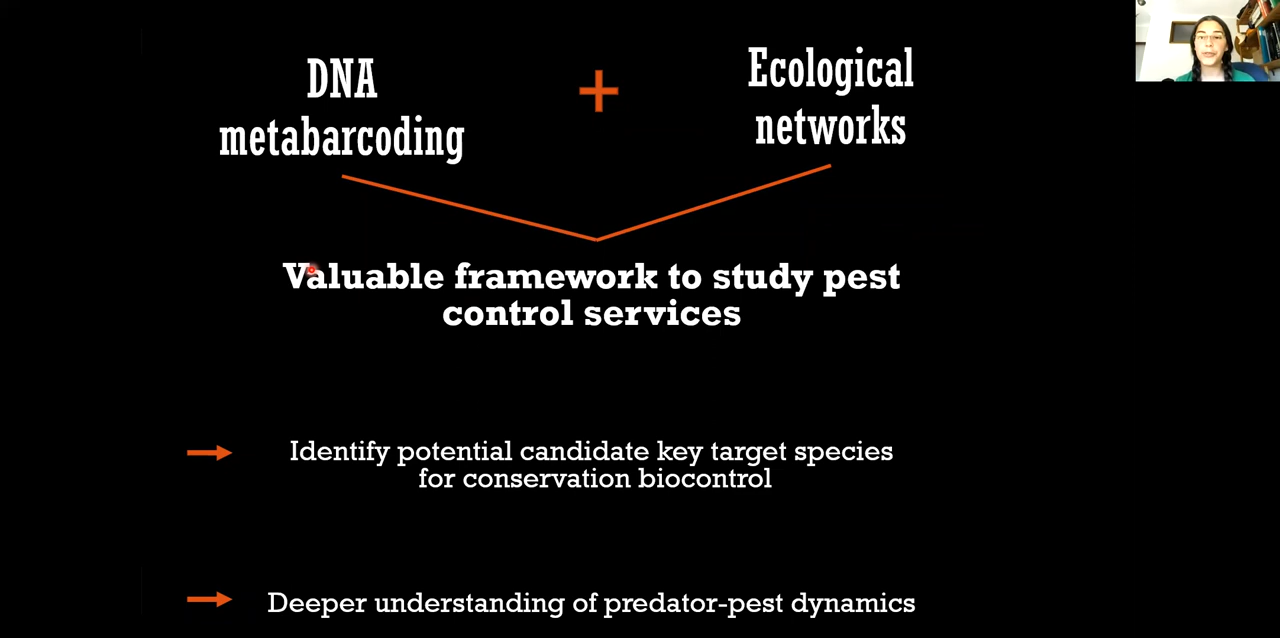 DNA
metabarcoding
+
Ecological
networks
Valuable framework to study pest
control services
Identify potential candidate key target species
for conservation biocontrol
Deeper understanding of predator-pest dynamics